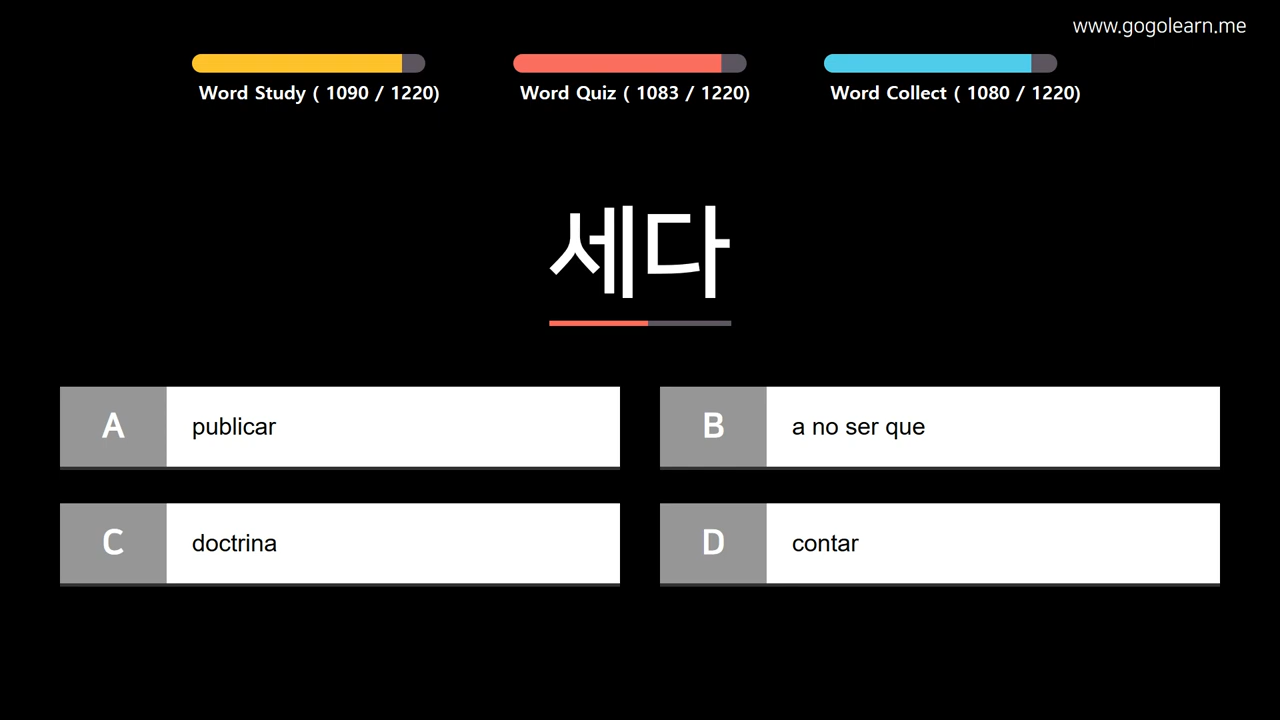 www.gogolearn.me
Word Study ( 1090 / 1220)
Word Quiz ( 1083 / 1220)
Word Collect ( 1080 / 1220)
세다
A publicar
B a no ser que
C doctrina
D contar